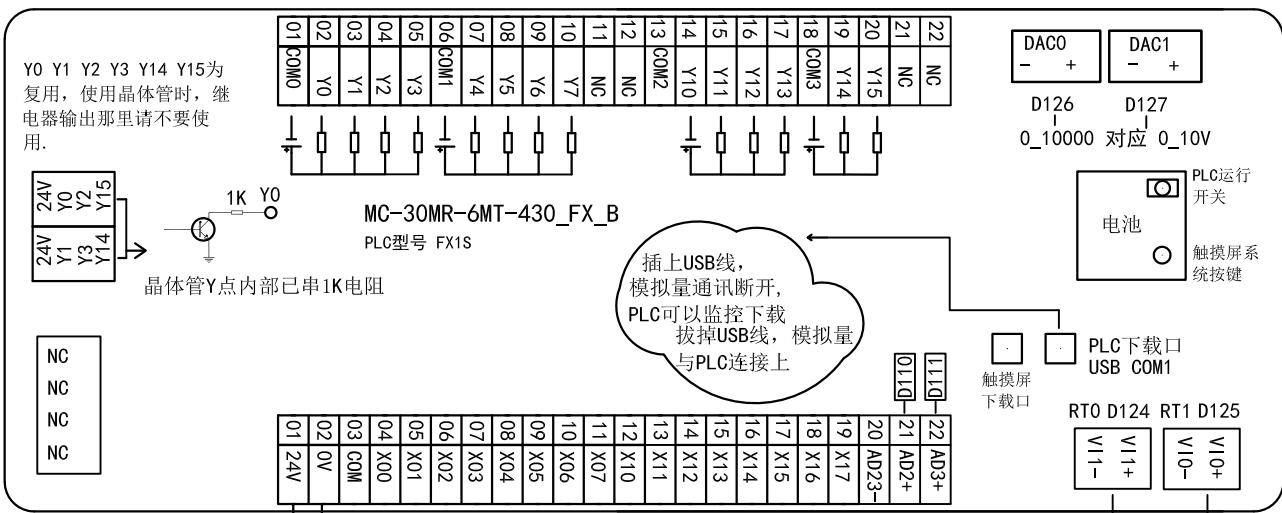 01 02 03 04 05 06 07 08 09 10 11 12 13 14 15 16 17 18 19 20 21 22
COM0 Y0 Y1 Y2 Y3 COM1 Y4 Y5 Y6 Y7 NC NC COM2 Y10 Y11 Y12 Y13 COM3 Y14 Y15 NC NC
DAC0
- +
DAC1
- +
D126
D127
0_10000 对应 0_10V
Y0 Y1 Y2 Y3 Y14 Y15为
复用，使用晶体管时，继
电器输出那里请不要使
用.
24V Y0 Y2 Y15
24V Y1 Y3 Y14
1K Y0
晶体管Y点内部已串1K电阻
MC-30MR-6MT-430_FX_B
PLC型号 FX1S
插上USB线，
模拟量通讯断开，
PLC可以监控下载
拔掉USB线，模拟量
与PLC连接上
电池
PLC运行
开关
触摸屏系
统按键
触摸屏
下载口
PLC下载口
USB COM1
NC
NC
NC
NC
D110
D111
RT0 D124 RT1 D125
VI1- VI1+ VI0- VI0+
01 02 03 04 05 06 07 08 09 10 11 12 13 14 15 16 17 18 19 20 21 22
24V 0V COM X00 X01 X02 X03 X04 X05 X06 X07 X10 X11 X12 X13 X14 X15 X16 X17 AD23- AD2+ AD3+